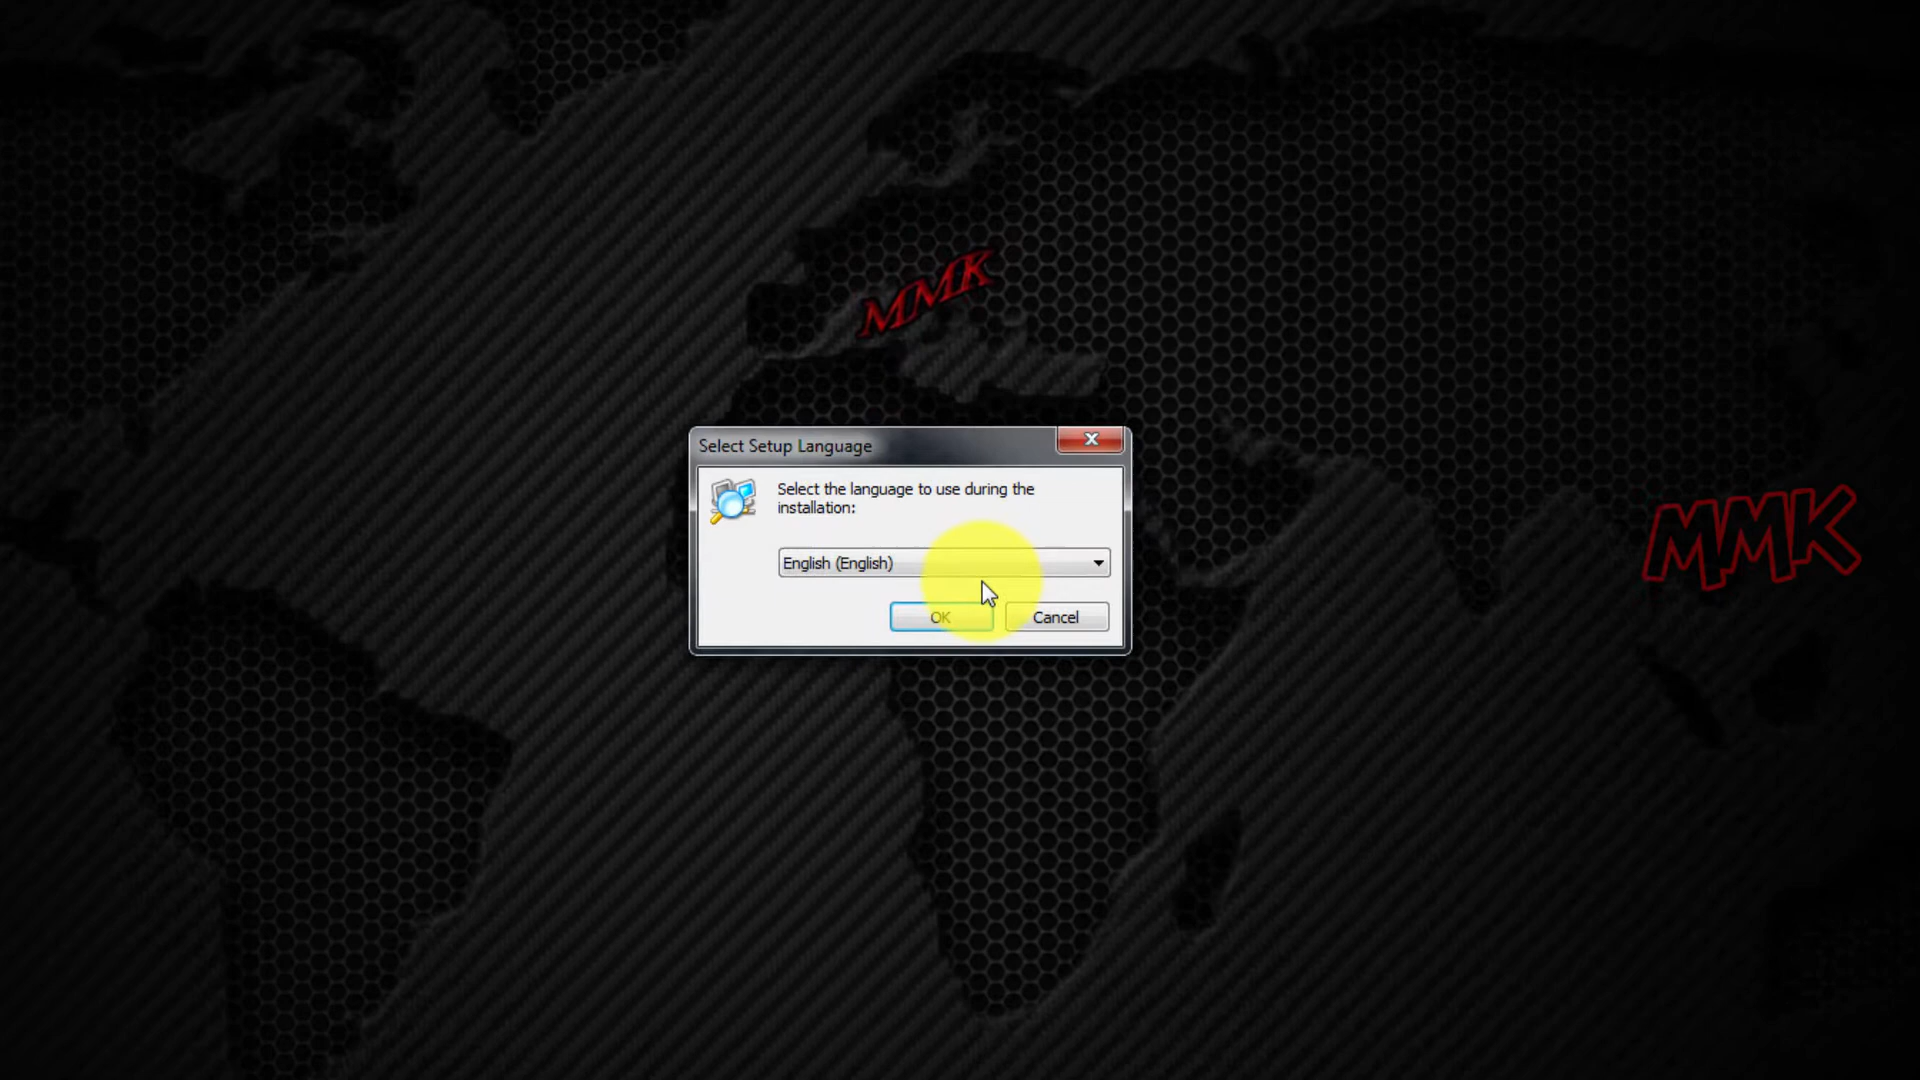 MMK
Select Setup Language
Select the language to use during the
installation:
English (English)
OK
Cancel
MMK